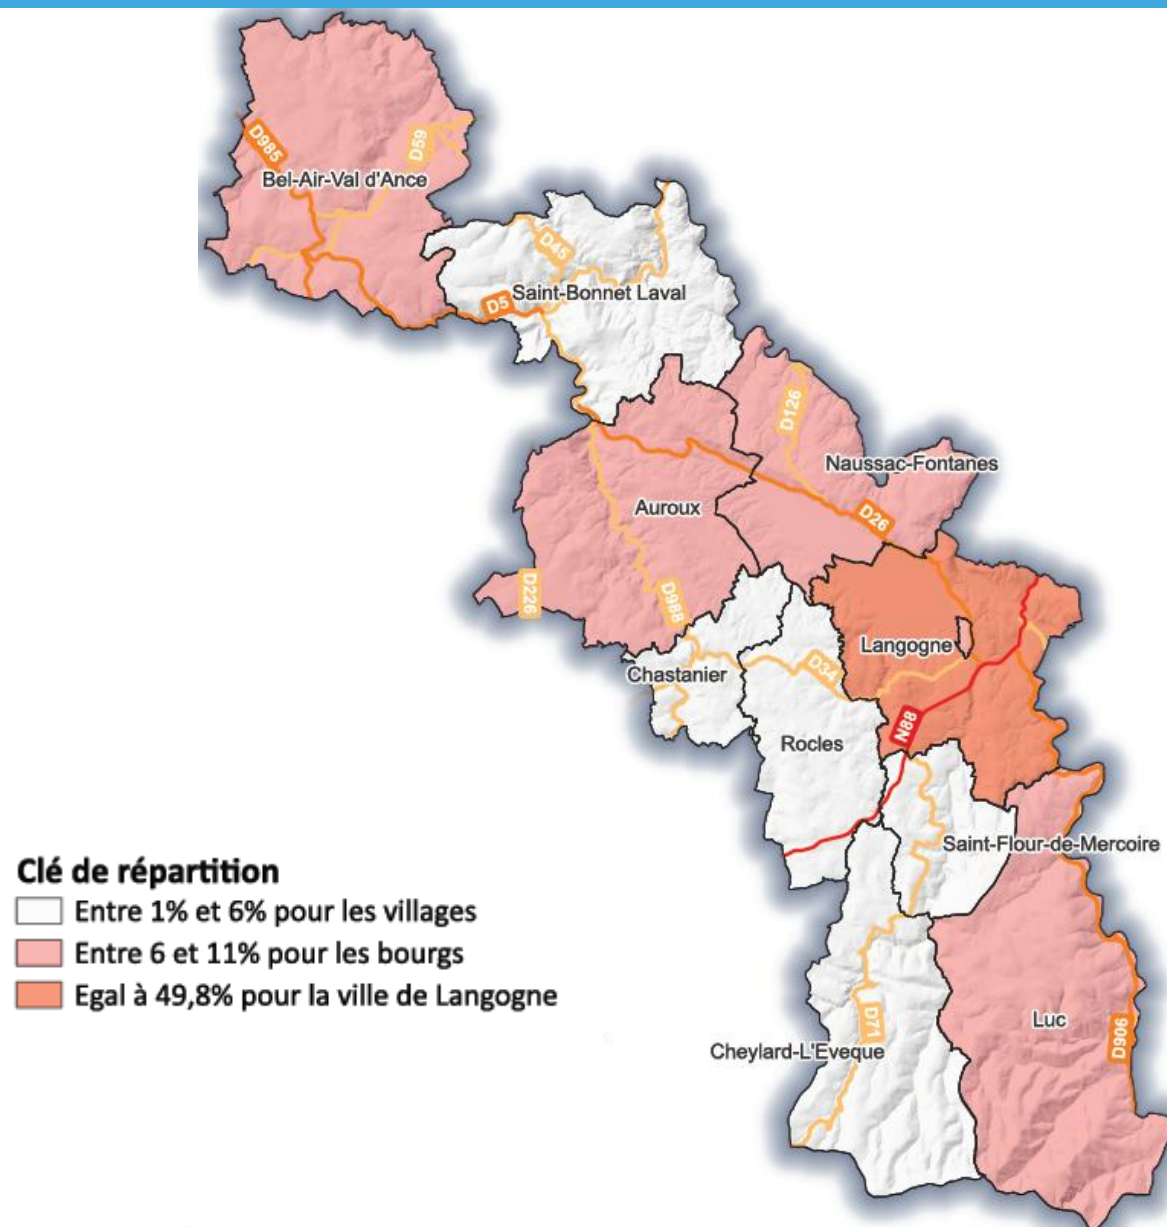 D985
D59
Bel-Air-Val d'Ance
D45
Saint-Bonnet Laval
D5
D126
Naussac-Fontanes
Auroux
D26
D226
D988
Langogne
Chastanier
D34
N88
Rocles
Saint-Flour-de-Mercoire
Clé de répartition
Entre 1% et 6% pour les villages
Entre 6 et 11% pour les bourgs
Egal à 49,8% pour la ville de Langogne
Luc
D71
D906
Cheylard-L'Eveque